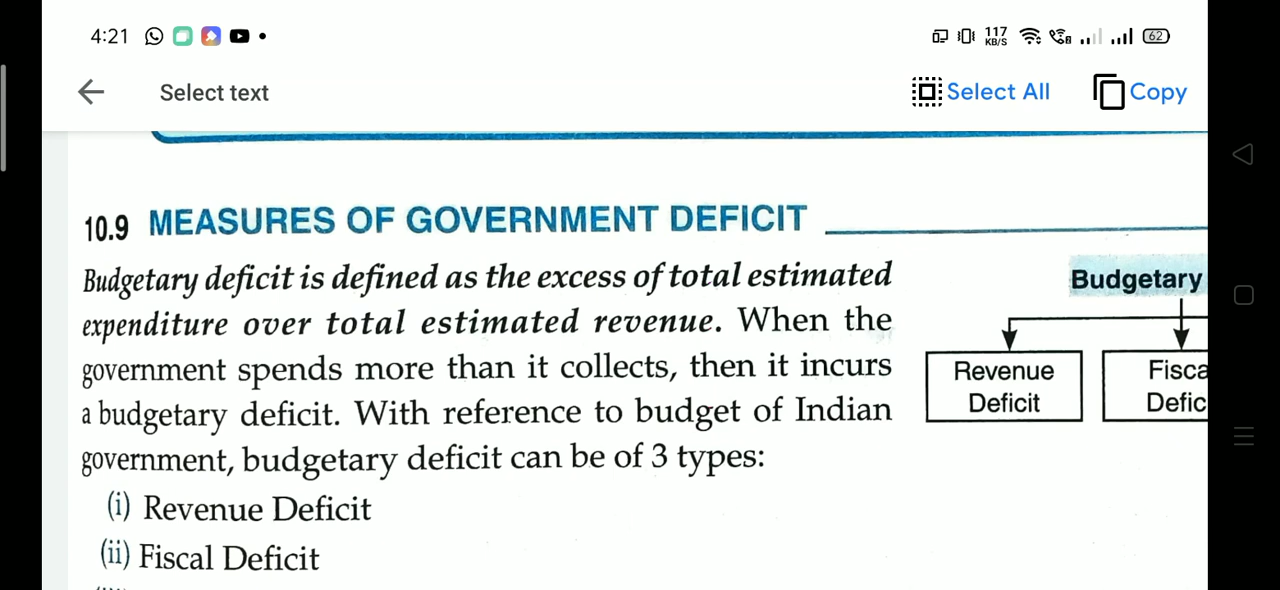 4:21
117
KB/S
62
Select text
Select All
Copy
10.9 MEASURES OF GOVERNMENT DEFICIT
Budgetary deficit is defined as the excess of total estimated
expenditure over total estimated revenue. When the
government spends more than it collects, then it incurs
a budgetary deficit. With reference to budget of Indian
government, budgetary deficit can be of 3 types:
(i) Revenue Deficit
(ii) Fiscal Deficit
Budgetary
Revenue
Deficit
Fisca
Defic